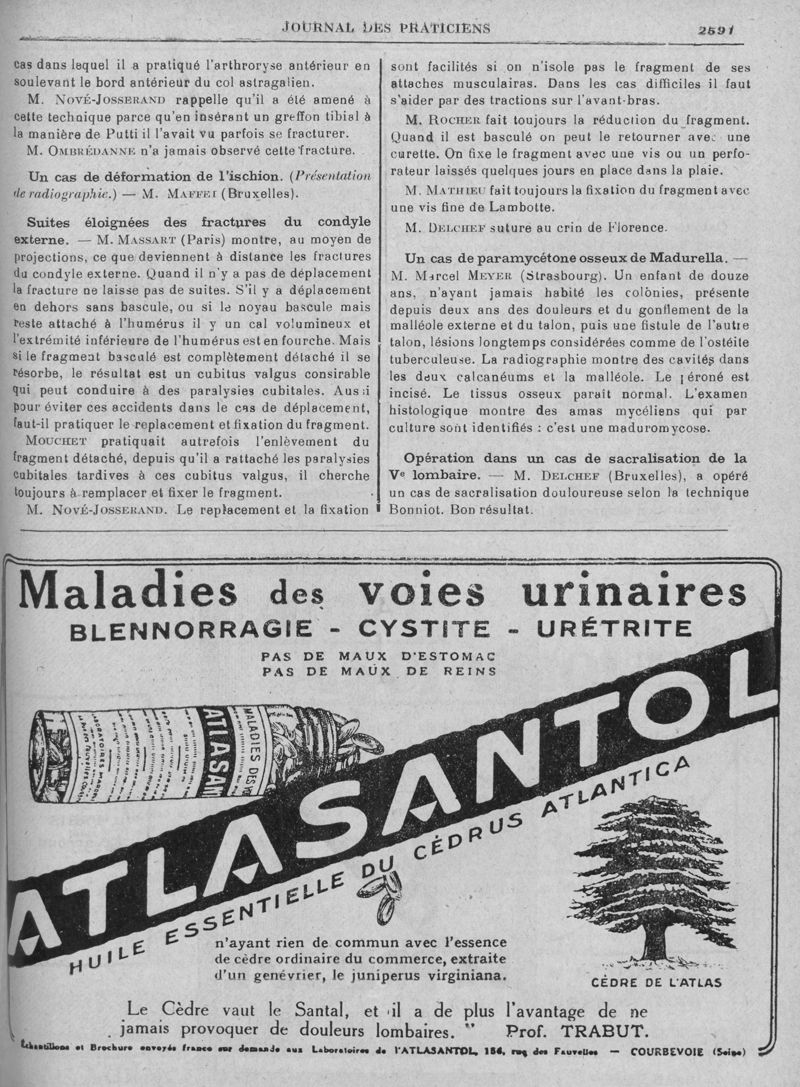 JOURNAL DES PRATICIENS 2591
cas dans lequel il a pratiqué l'arthroryse antérieur en
soulevant le bord antérieur du col astragalien.
M. NOVÉ-JOSSERAND rappelle qu'il a été amené à
cette technique parce qu'en insérant un greffon tibial à
la manière de Putti il l'avait vu parfois se fracturer.
M. OMBRÉDANNE n'a jamais observé cette fracture.
Un cas de déformation de l'ischion. (Présentation
de radiographie.) — M. MAFFEI (Bruxelles).
Suites éloignées des fractures du condyle
externe. — M. MASSART (Paris) montre, au moyen de
projections, ce que deviennent à distance les fractures
du condyle externe. Quand il n'y a pas de déplacement
la fracture ne laisse pas de suites. S'il y a déplacement
en dehors sans bascule, ou si le noyau bascule mais
reste attaché à l'humérus il y un cal volumineux et
l'extrémité inférieure de l'humérus est en fourche. Mais
si le fragment basculé est complètement détaché il se
résorbe, le résultat est un cubitus valgus consirable
qui peut conduire à des paralysies cubitales. Aussi
pour éviter ces accidents dans le cas de déplacement,
faut-il pratiquer le replacement et fixation du fragment.
MOUCHET pratiquait autrefois l'enlèvement du
fragment détaché, depuis qu'il a rattaché les paralysies
cubitales tardives à ces cubitus valgus, il cherche
toujours à remplacer et fixer le fragment.
M. NOVÉ-JOSSERAND. Le replacement et la fixation
sont facilités si on n'isole pas le fragment de ses
attaches musculaires. Dans les cas difficiles il faut
s'aider par des tractions sur l'avant-bras.
M. ROCHER fait toujours la réduction du fragment.
Quand il est basculé on peut le retourner avec une
curette. On fixe le fragment avec une vis ou un perfo-
rateur laissés quelques jours en place dans la plaie.
M. MATHIEU fait toujours la fixation du fragment avec
une vis fine de Lambotte.
M. DELCHEF suture au crin de Florence.
Un cas de paramycétone osseux de Madurella. —
M. Marcel MEYER (Strasbourg). Un enfant de douze
ans, n'ayant jamais habité les colonies, présente
depuis deux ans des douleurs et du gonflement de la
malléole externe et du talon, puis une fistule de l'autre
talon, lésions longtemps considérées comme de l'ostéite
tuberculeuse. La radiographie montre des cavités dans
les deux calcanéums et la malléole. Le péroné est
incisé. Le tissus osseux parait normal. L'examen
histologique montre des amas mycéliens qui par
culture sont identifiés : c'est une maduromycose.
Opération dans un cas de sacralisation de la
Ve lombaire. — M. DELCHEF (Bruxelles), a opéré
un cas de sacralisation douloureuse selon la technique
Bonniot. Bon résultat.
Maladies des voies urinaires
BLENNORRAGIE - CYSTITE - URÉTRITE
PAS DE MAUX D'ESTOMAC
PAS DE MAUX DE REINS
MALADIES DES
ATLASAN
ATLASANTOL
HUILE ESSENTIELLE DU CÉDRUS ATLANTICA
n'ayant rien de commun avec l'essence
de cèdre ordinaire du commerce, extraite
d'un genévrier, le juniperus virginiana.
CÈDRE DE L'ATLAS
Le Cèdre vaut le Santal, et il a de plus l'avantage de ne
jamais provoquer de douleurs lombaires. " Prof. TRABUT.
Échantillons et Brochure envoyés franco sur demande aux Laboratoires de l'ATLASANTOL, 154, rue des Fauvelles — COURBEVOIE (Seine)